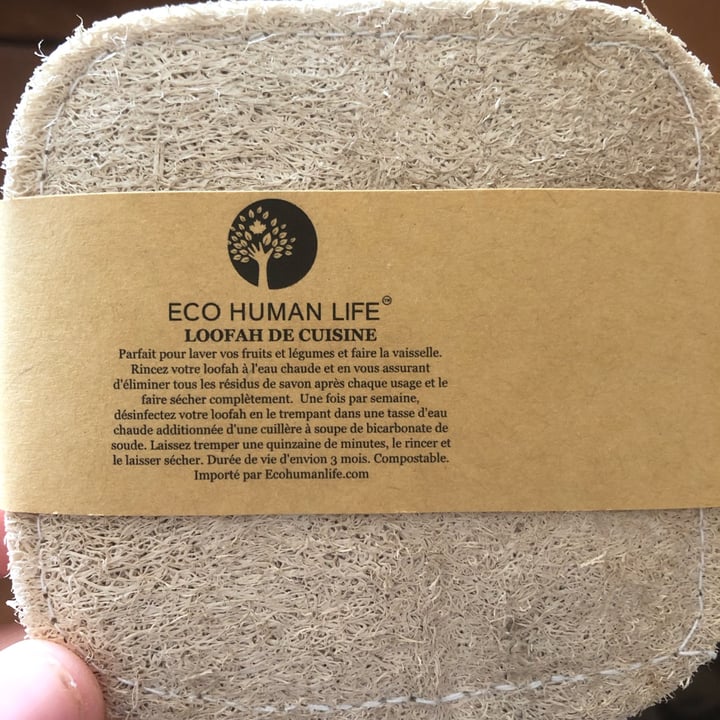 ECO HUMAN LIFE™
LOOFAH DE CUISINE
Parfait pour laver vos fruits et légumes et faire la vaisselle.
Rincez votre loofah à l'eau chaude et en vous assurant
d'éliminer tous les résidus de savon après chaque usage et le
faire sécher complètement. Une fois par semaine,
désinfectez votre loofah en le trempant dans une tasse d'eau
chaude additionnée d'une cuillère à soupe de bicarbonate de
soude. Laissez tremper une quinzaine de minutes, le rincer et
le laisser sécher. Durée de vie d'envion 3 mois. Compostable.
Importé par Ecohumanlife.com